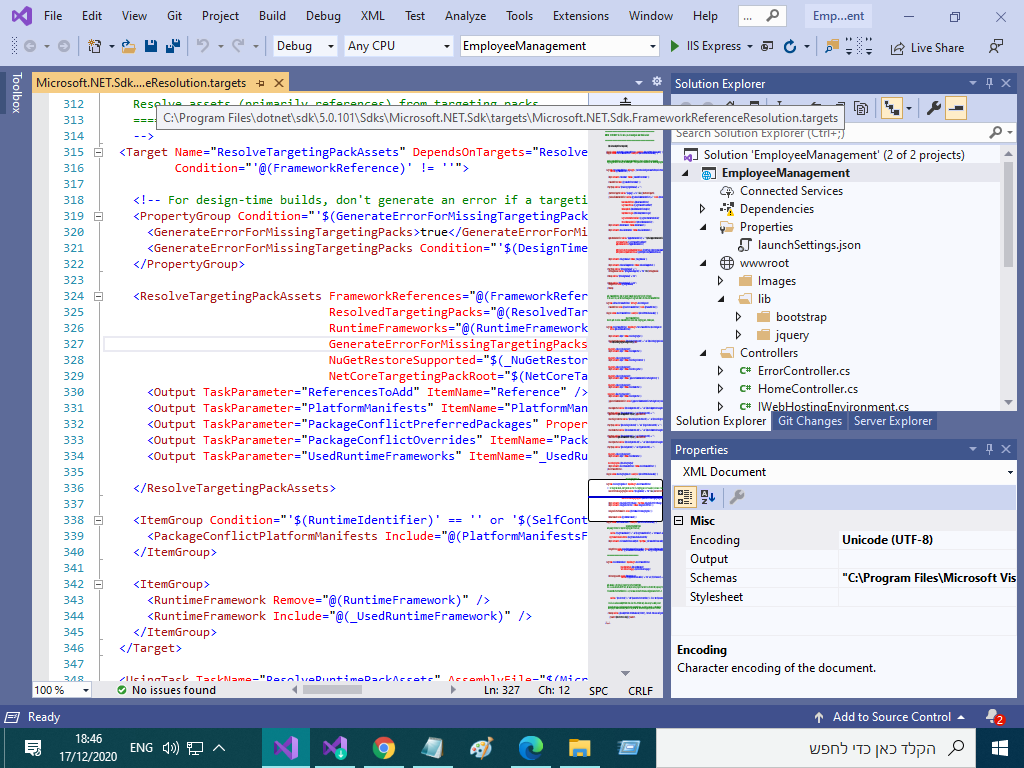 File Edit View Git Project Build Debug XML Test Analyze Tools Extensions Window Help ... Emp...ent
Debug Any CPU EmployeeManagement IIS Express Live Share
Toolbox
Microsoft.NET.Sdk....eResolution.targets
312 Resolve assets (primarily references) from targeting packs
C:\Program Files\dotnet\sdk\5.0.101\Sdks\Microsoft.NET.Sdk\targets\Microsoft.NET.Sdk.FrameworkReferenceResolution.targets
313
314 -->
315 <Target Name="ResolveTargetingPackAssets" DependsOnTargets="Resolve
316 Condition="'@(FrameworkReference)' != ''">
317
318 <!-- For design-time builds, don't generate an error if a targeti
319 <PropertyGroup Condition="'$(GenerateErrorForMissingTargetingPack
320 <GenerateErrorForMissingTargetingPacks>true</GenerateErrorForMi
321 <GenerateErrorForMissingTargetingPacks Condition="'$(DesignTime
322 </PropertyGroup>
323
324 <ResolveTargetingPackAssets FrameworkReferences="@(FrameworkRefer
325 ResolvedTargetingPacks="@(ResolvedTar
326 RuntimeFrameworks="@(RuntimeFramework
327 GenerateErrorForMissingTargetingPacks
328 NuGetRestoreSupported="$(_NuGetRestor
329 NetCoreTargetingPackRoot="$(NetCoreTa
330 <Output TaskParameter="ReferencesToAdd" ItemName="Reference" />
331 <Output TaskParameter="PlatformManifests" ItemName="PlatformMan
332 <Output TaskParameter="PackageConflictPreferredPackages" Proper
333 <Output TaskParameter="PackageConflictOverrides" ItemName="Pack
334 <Output TaskParameter="UsedRuntimeFrameworks" ItemName="_UsedRu
335
336 </ResolveTargetingPackAssets>
337
338 <ItemGroup Condition="'$(RuntimeIdentifier)' == '' or '$(SelfCont
339 <PackageConflictPlatformManifests Include="@(PlatformManifestsF
340 </ItemGroup>
341
342 <ItemGroup>
343 <RuntimeFramework Remove="@(RuntimeFramework)" />
344 <RuntimeFramework Include="@(_UsedRuntimeFramework)" />
345 </ItemGroup>
346 </Target>
347
348 <UsingTask TaskName="ResolveRuntimePackAssets" AssemblyFile="$(Micr
100 % No issues found Ln: 327 Ch: 12 SPC CRLF
Solution Explorer
Search Solution Explorer (Ctrl+;)
Solution 'EmployeeManagement' (2 of 2 projects)
EmployeeManagement
Connected Services
Dependencies
Properties
launchSettings.json
wwwroot
Images
lib
bootstrap
jquery
Controllers
C# ErrorController.cs
C# HomeController.cs
C# IWebHostingEnvironment.cs
Solution Explorer Git Changes Server Explorer
Properties
XML Document
Misc
Encoding Unicode (UTF-8)
Output
Schemas "C:\Program Files\Microsoft Vis
Stylesheet
Encoding
Character encoding of the document.
Ready Add to Source Control 2
18:46
17/12/2020
ENG
הקלד כאן כדי לחפש